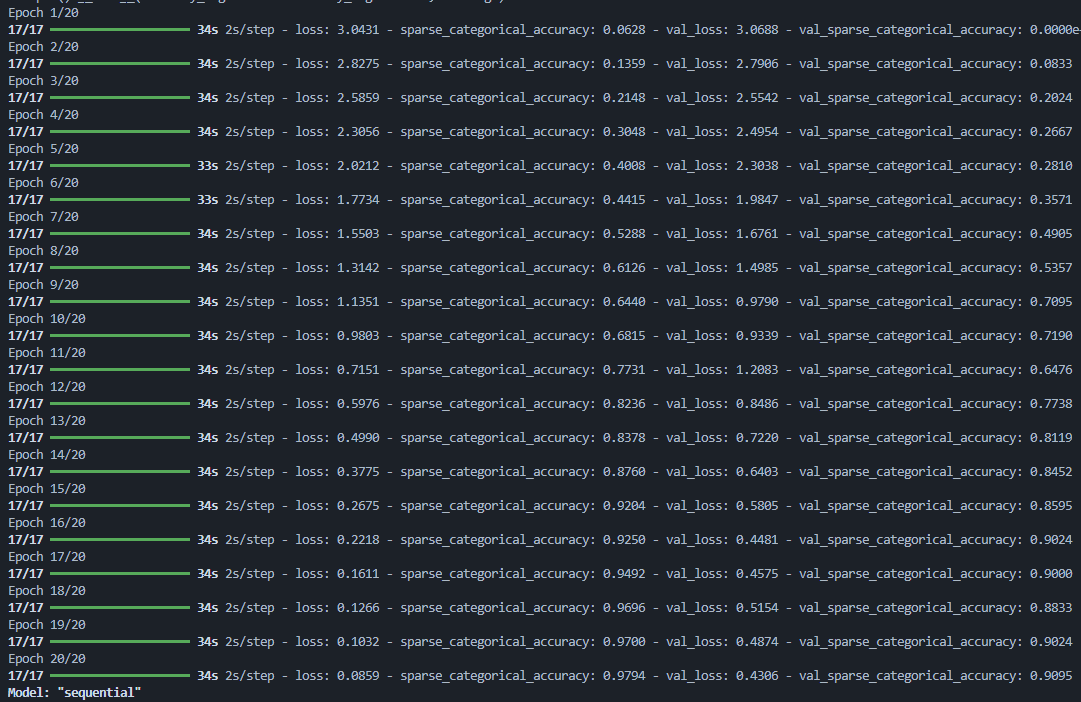 Epoch 1/20
17/17 34s 2s/step - loss: 3.0431 - sparse_categorical_accuracy: 0.0628 - val_loss: 3.0688 - val_sparse_categorical_accuracy: 0.0000e-
Epoch 2/20
17/17 34s 2s/step - loss: 2.8275 - sparse_categorical_accuracy: 0.1359 - val_loss: 2.7906 - val_sparse_categorical_accuracy: 0.0833
Epoch 3/20
17/17 34s 2s/step - loss: 2.5859 - sparse_categorical_accuracy: 0.2148 - val_loss: 2.5542 - val_sparse_categorical_accuracy: 0.2024
Epoch 4/20
17/17 34s 2s/step - loss: 2.3056 - sparse_categorical_accuracy: 0.3048 - val_loss: 2.4954 - val_sparse_categorical_accuracy: 0.2667
Epoch 5/20
17/17 33s 2s/step - loss: 2.0212 - sparse_categorical_accuracy: 0.4008 - val_loss: 2.3038 - val_sparse_categorical_accuracy: 0.2810
Epoch 6/20
17/17 33s 2s/step - loss: 1.7734 - sparse_categorical_accuracy: 0.4415 - val_loss: 1.9847 - val_sparse_categorical_accuracy: 0.3571
Epoch 7/20
17/17 34s 2s/step - loss: 1.5503 - sparse_categorical_accuracy: 0.5288 - val_loss: 1.6761 - val_sparse_categorical_accuracy: 0.4905
Epoch 8/20
17/17 34s 2s/step - loss: 1.3142 - sparse_categorical_accuracy: 0.6126 - val_loss: 1.4985 - val_sparse_categorical_accuracy: 0.5357
Epoch 9/20
17/17 34s 2s/step - loss: 1.1351 - sparse_categorical_accuracy: 0.6440 - val_loss: 0.9790 - val_sparse_categorical_accuracy: 0.7095
Epoch 10/20
17/17 34s 2s/step - loss: 0.9803 - sparse_categorical_accuracy: 0.6815 - val_loss: 0.9339 - val_sparse_categorical_accuracy: 0.7190
Epoch 11/20
17/17 34s 2s/step - loss: 0.7151 - sparse_categorical_accuracy: 0.7731 - val_loss: 1.2083 - val_sparse_categorical_accuracy: 0.6476
Epoch 12/20
17/17 34s 2s/step - loss: 0.5976 - sparse_categorical_accuracy: 0.8236 - val_loss: 0.8486 - val_sparse_categorical_accuracy: 0.7738
Epoch 13/20
17/17 34s 2s/step - loss: 0.4990 - sparse_categorical_accuracy: 0.8378 - val_loss: 0.7220 - val_sparse_categorical_accuracy: 0.8119
Epoch 14/20
17/17 34s 2s/step - loss: 0.3775 - sparse_categorical_accuracy: 0.8760 - val_loss: 0.6403 - val_sparse_categorical_accuracy: 0.8452
Epoch 15/20
17/17 34s 2s/step - loss: 0.2675 - sparse_categorical_accuracy: 0.9204 - val_loss: 0.5805 - val_sparse_categorical_accuracy: 0.8595
Epoch 16/20
17/17 34s 2s/step - loss: 0.2218 - sparse_categorical_accuracy: 0.9250 - val_loss: 0.4481 - val_sparse_categorical_accuracy: 0.9024
Epoch 17/20
17/17 34s 2s/step - loss: 0.1611 - sparse_categorical_accuracy: 0.9492 - val_loss: 0.4575 - val_sparse_categorical_accuracy: 0.9000
Epoch 18/20
17/17 34s 2s/step - loss: 0.1266 - sparse_categorical_accuracy: 0.9696 - val_loss: 0.5154 - val_sparse_categorical_accuracy: 0.8833
Epoch 19/20
17/17 34s 2s/step - loss: 0.1032 - sparse_categorical_accuracy: 0.9700 - val_loss: 0.4874 - val_sparse_categorical_accuracy: 0.9024
Epoch 20/20
17/17 34s 2s/step - loss: 0.0859 - sparse_categorical_accuracy: 0.9794 - val_loss: 0.4306 - val_sparse_categorical_accuracy: 0.9095
Model: "sequential"